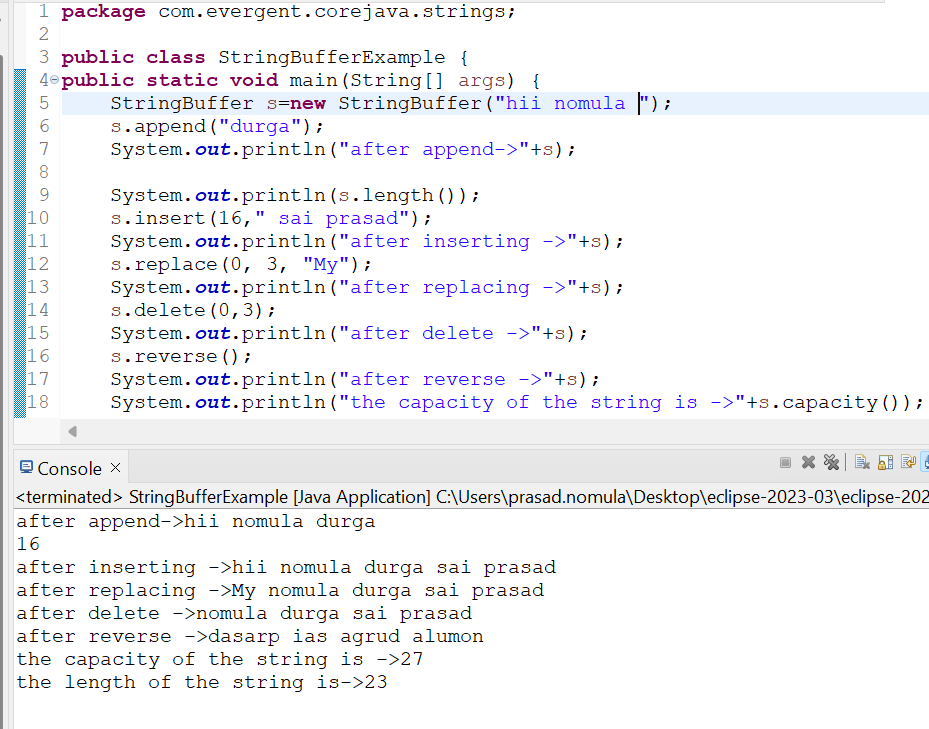 1 package com.evergent.corejava.strings;
2
3 public class StringBufferExample {
4 public static void main(String[] args) {
5 StringBuffer s=new StringBuffer("hii nomula ");
6 s.append("durga");
7 System.out.println("after append->"+s);
8
9 System.out.println(s.length());
10 s.insert(16," sai prasad");
11 System.out.println("after inserting ->"+s);
12 s.replace(0, 3, "My");
13 System.out.println("after replacing ->"+s);
14 s.delete(0,3);
15 System.out.println("after delete ->"+s);
16 s.reverse();
17 System.out.println("after reverse ->"+s);
18 System.out.println("the capacity of the string is ->"+s.capacity());
Console
<terminated> StringBufferExample [Java Application] C:\Users\prasad.nomula\Desktop\eclipse-2023-03\eclipse-202
after append->hii nomula durga
16
after inserting ->hii nomula durga sai prasad
after replacing ->My nomula durga sai prasad
after delete ->nomula durga sai prasad
after reverse ->dasarp ias agrud alumon
the capacity of the string is ->27
the length of the string is->23